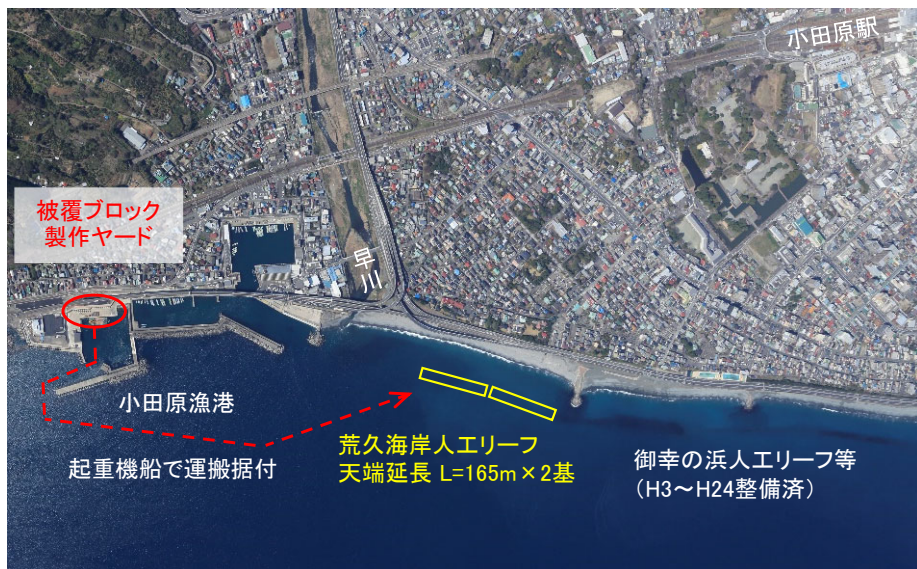 小田原駅
被覆ブロック
製作ヤード
早川
小田原漁港
起重機船で運搬据付
荒久海岸人工リーフ
天端延長 L=165m×2基
御幸の浜人工リーフ等
（H3～H24整備済）